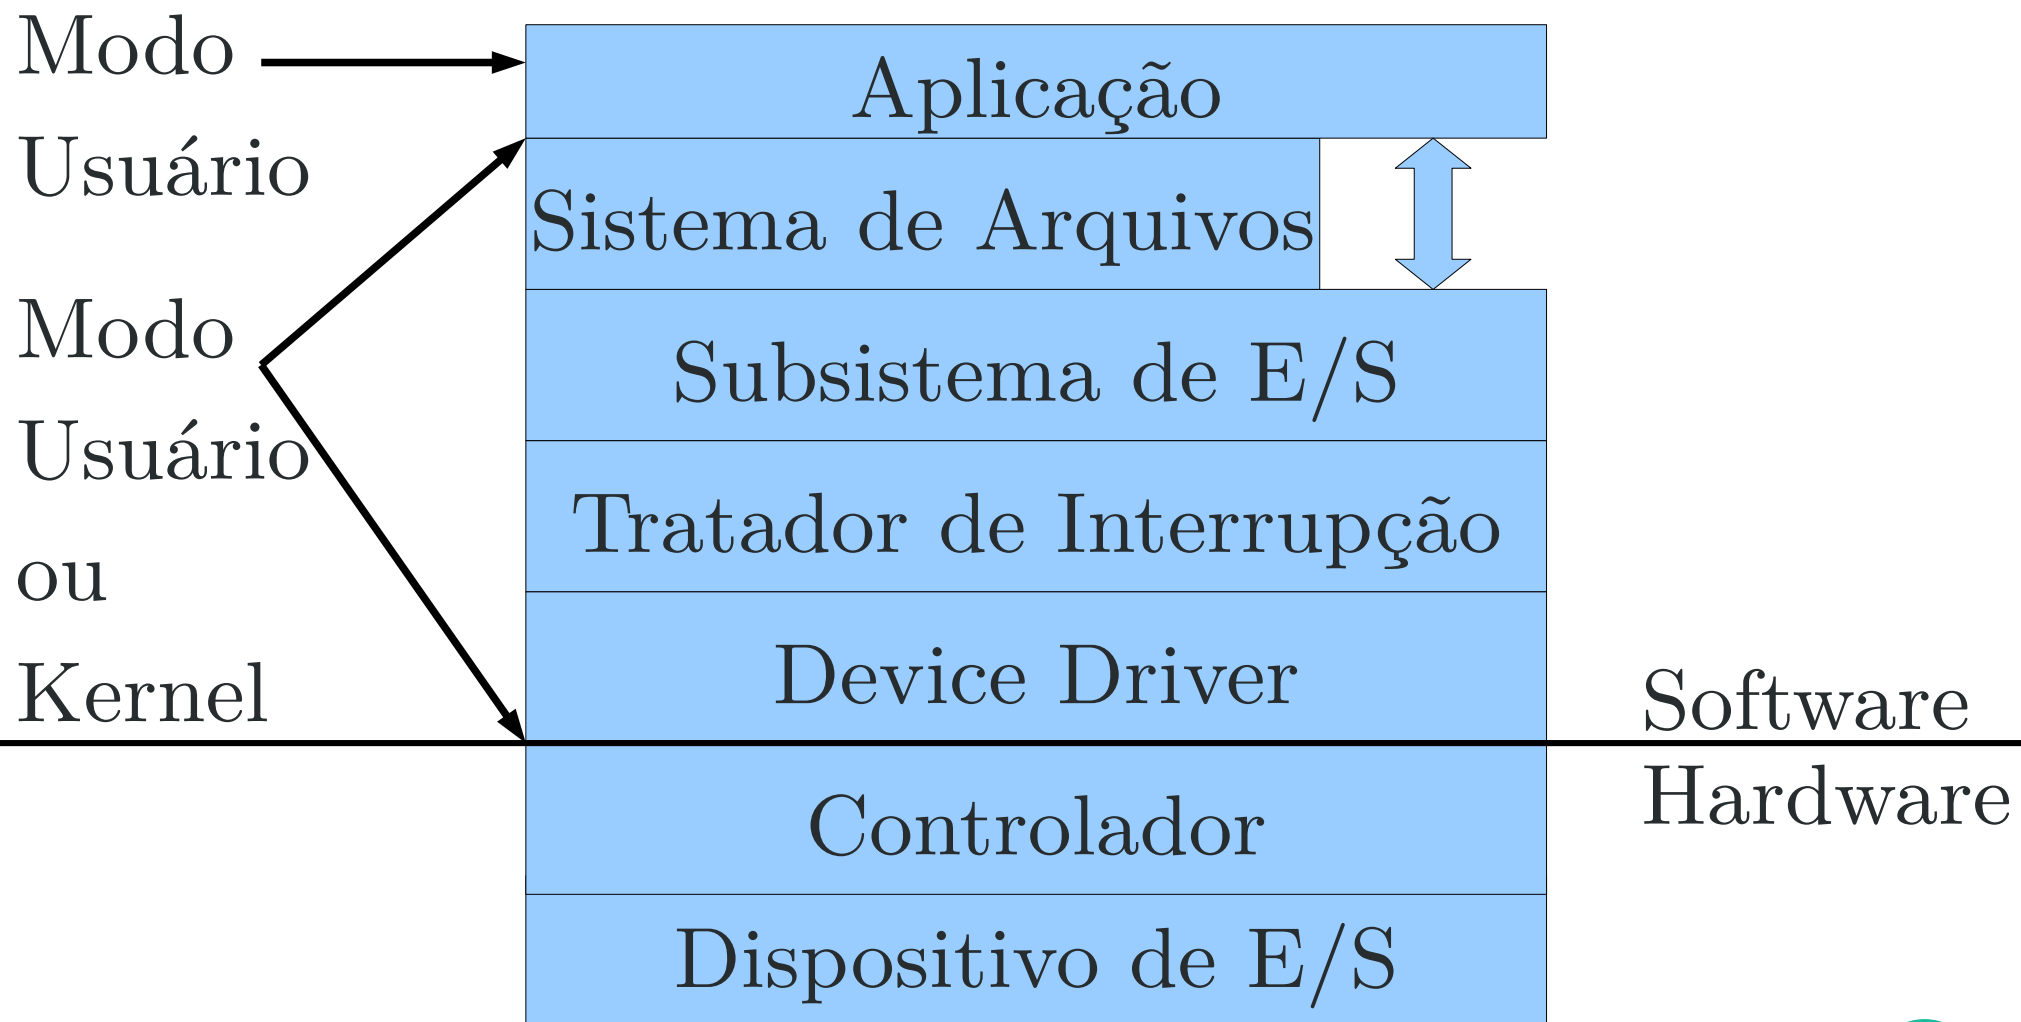 Modo
Usuário
Modo
Usuário
ou
Kernel
Aplicação
Sistema de Arquivos
Subsistema de E/S
Tratador de Interrupção
Device Driver
Controlador
Dispositivo de E/S
Software
Hardware